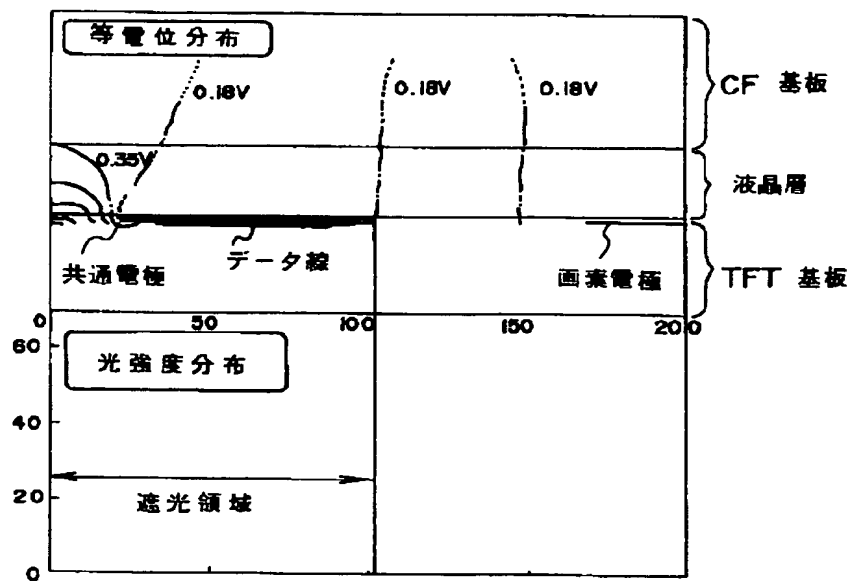 等電位分布
0.18V
0.18V
0.18V
CF 基板
0.35V
液晶層
共通電極
データ線
画素電極
TFT 基板
0
50
100
150
20.0
60
光強度分布
40
遮光領域
20
0